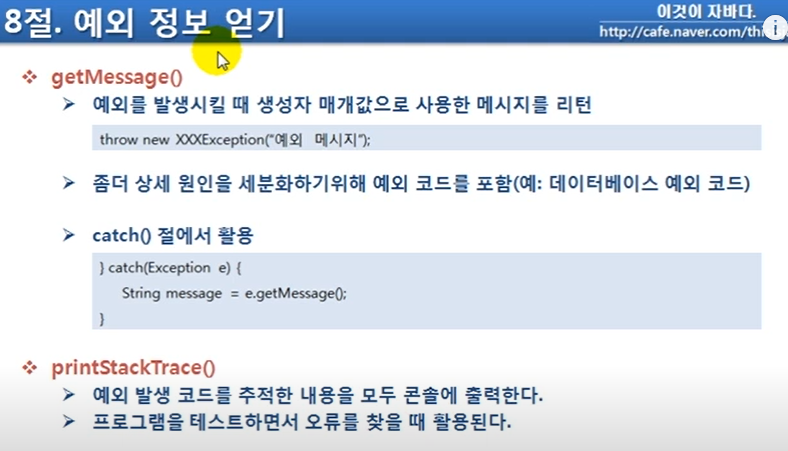 8절. 예외 정보 얻기
이것이 자바다.
http://cafe.naver.com/thi
getMessage()
예외를 발생시킬 때 생성자 매개값으로 사용한 메시지를 리턴
throw new XXXException("예외 메시지");
좀더 상세 원인을 세분화하기위해 예외 코드를 포함(예: 데이터베이스 예외 코드)
catch() 절에서 활용
} catch(Exception e) {
String message = e.getMessage();
}
printStackTrace()
예외 발생 코드를 추적한 내용을 모두 콘솔에 출력한다.
프로그램을 테스트하면서 오류를 찾을 때 활용된다.